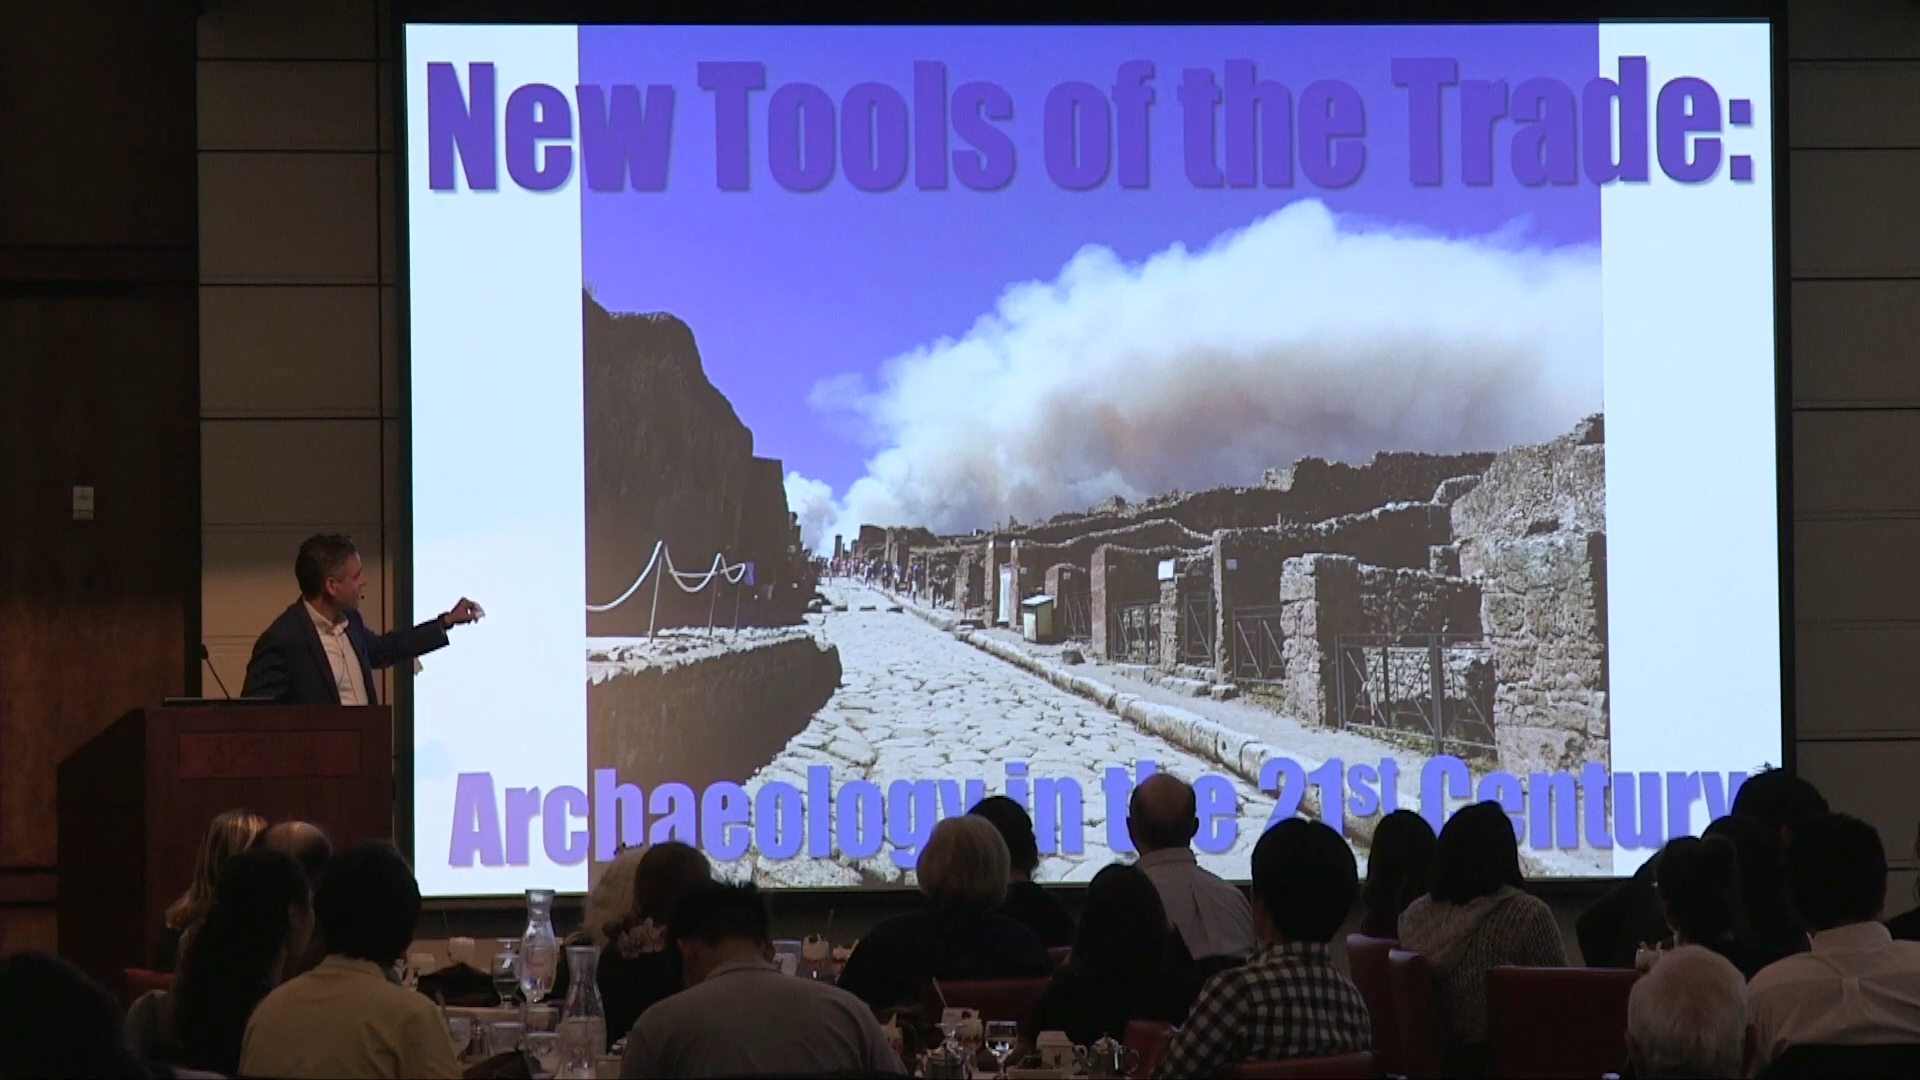 New Tools of the Trade:
Archaeology in the 21st Century